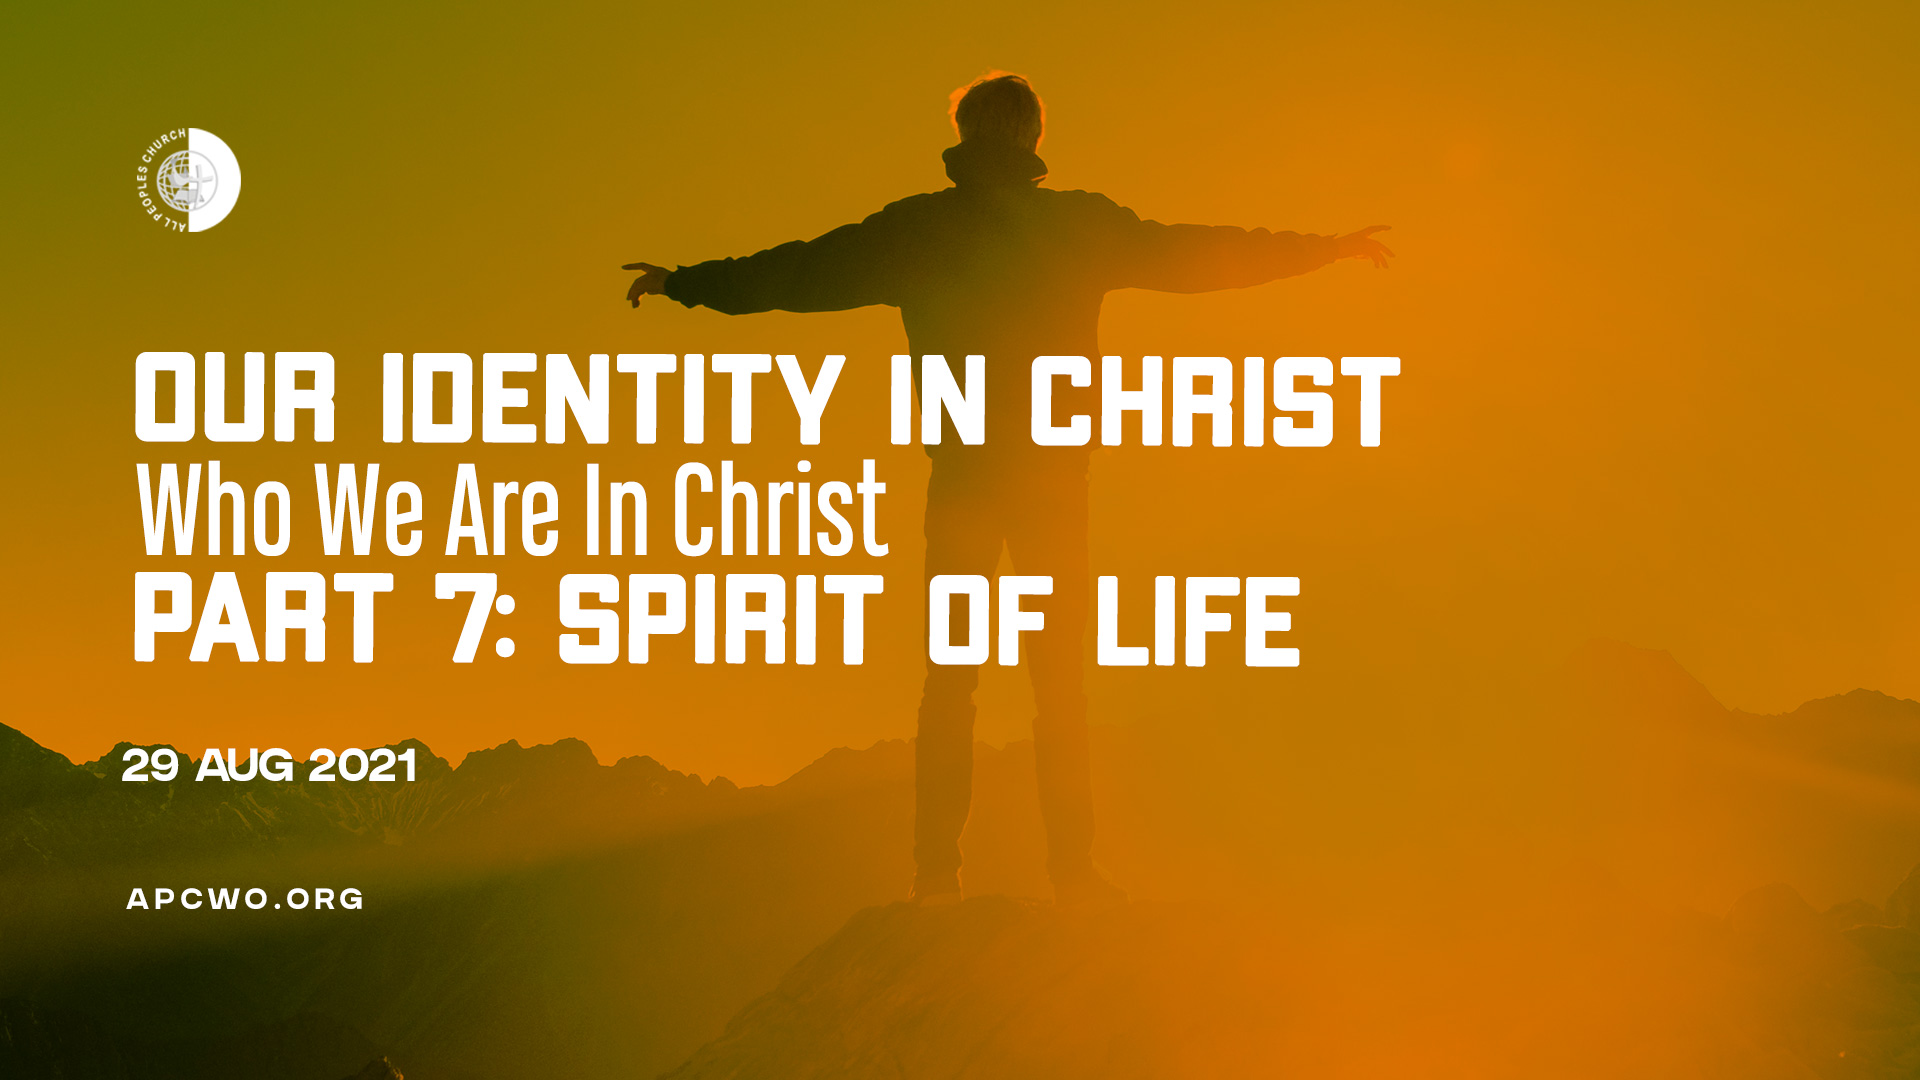 ALL PEOPLES CHURCH
OUR IDENTITY IN CHRIST
Who We Are In Christ
PART 7: SPIRIT OF LIFE
29 AUG 2021
APCWO.ORG